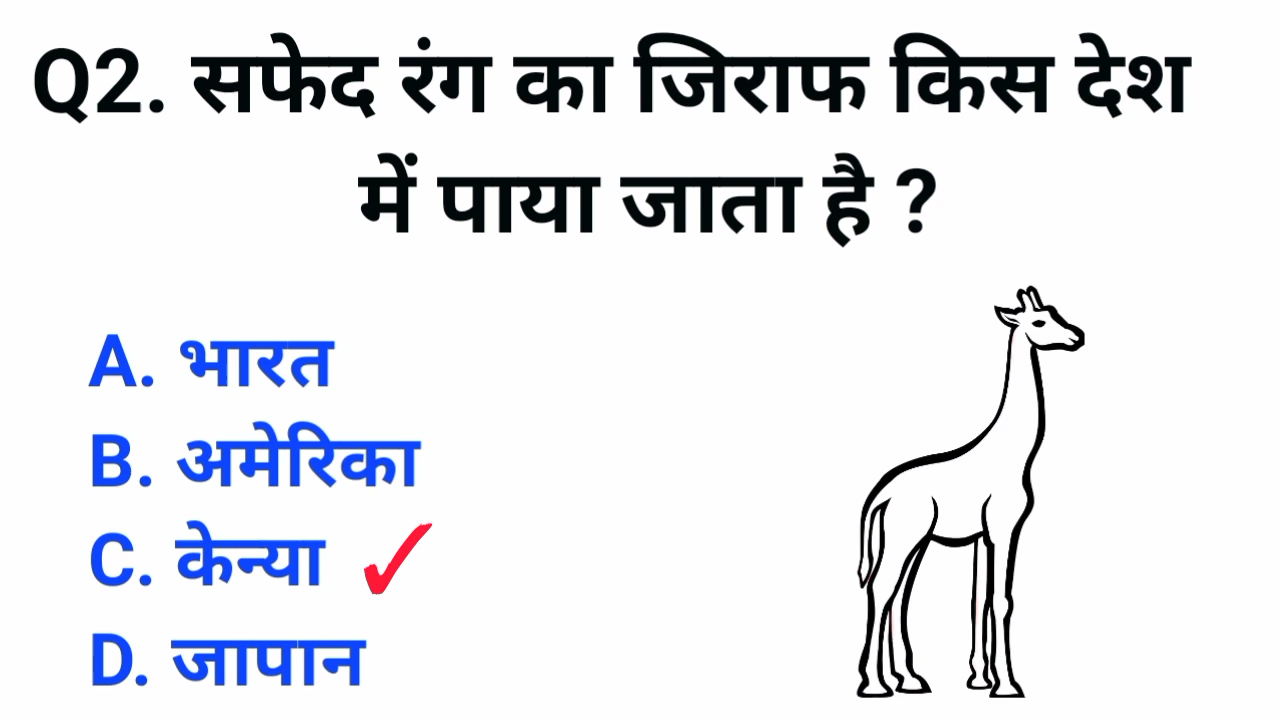 Q2. सफेद रंग का जिराफ किस देश
में पाया जाता है ?
A. भारत
B. अमेरिका
C. केन्या
D. जापान